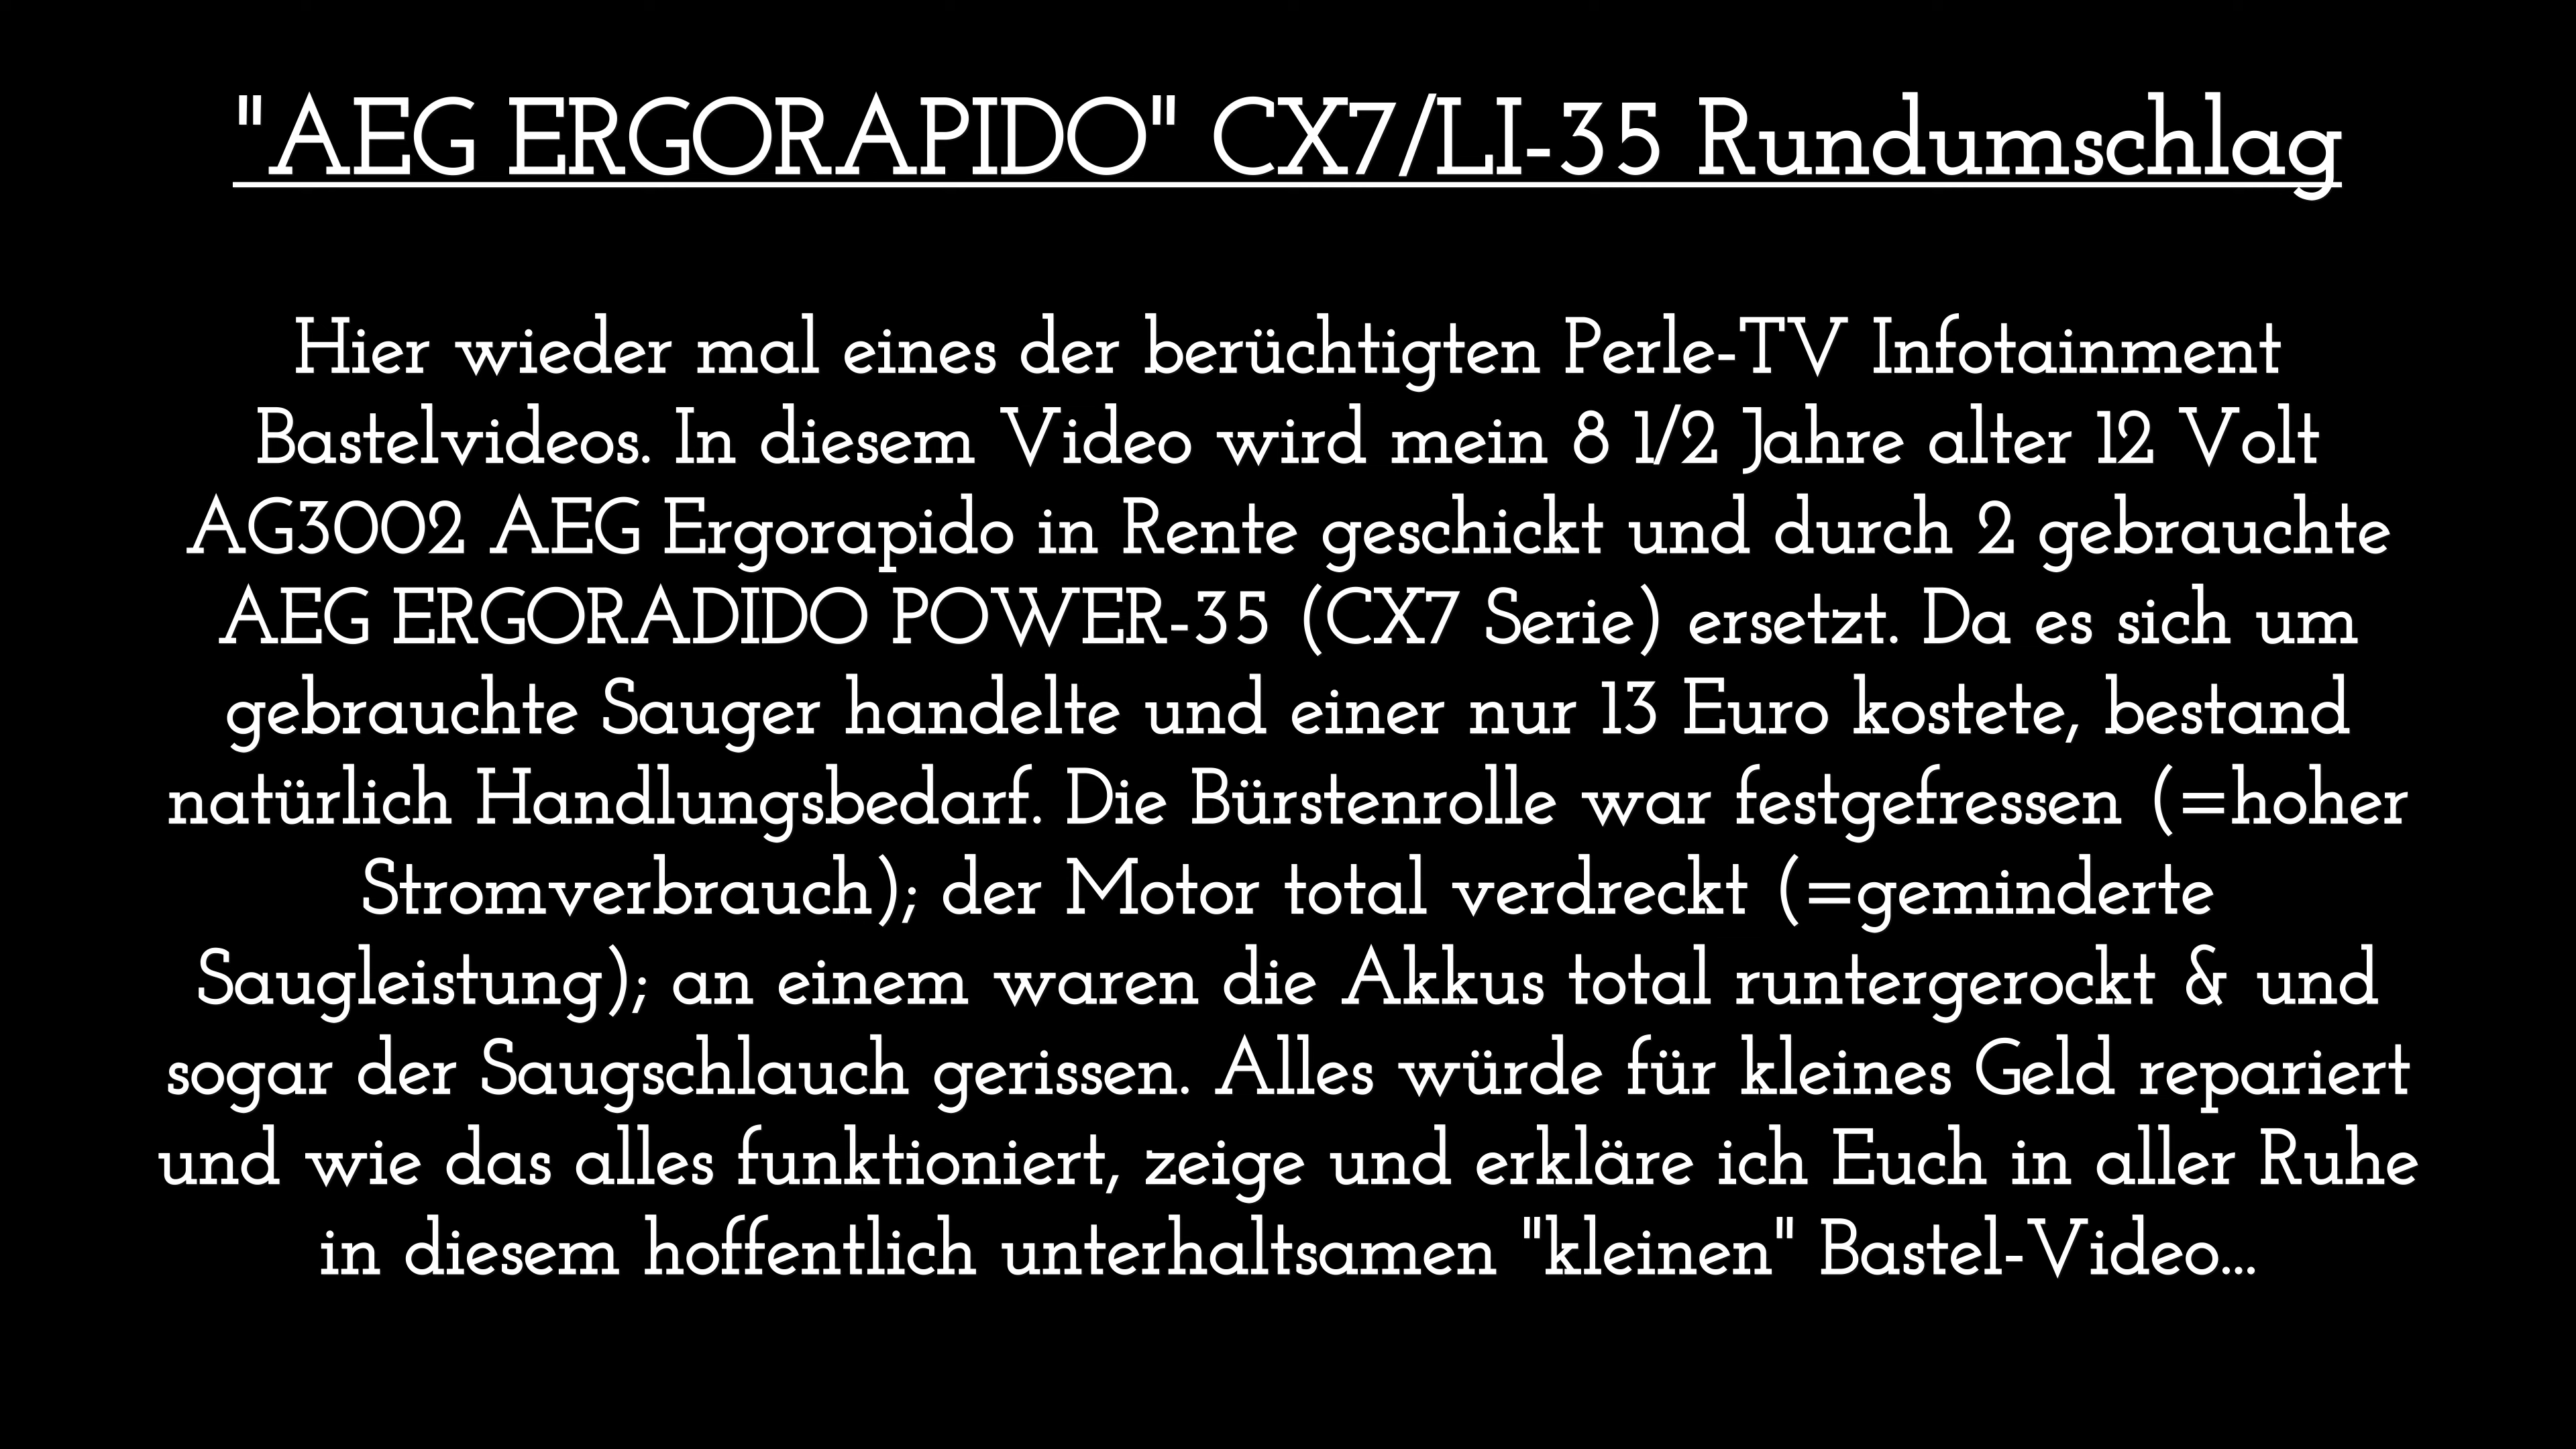 "AEG ERGORAPIDO" CX7/LI-35 Rundumschlag
Hier wieder mal eines der berüchtigten Perle-TV Infotainment
Bastelvideos. In diesem Video wird mein 8 1/2 Jahre alter 12 Volt
AG3002 AEG Ergorapido in Rente geschickt und durch 2 gebrauchte
AEG ERGORADIDO POWER-35 (CX7 Serie) ersetzt. Da es sich um
gebrauchte Sauger handelte und einer nur 13 Euro kostete, bestand
natürlich Handlungsbedarf. Die Bürstenrolle war festgefressen (=hoher
Stromverbrauch); der Motor total verdreckt (=geminderte
Saugleistung); an einem waren die Akkus total runtergerockt & und
sogar der Saugschlauch gerissen. Alles würde für kleines Geld repariert
und wie das alles funktioniert, zeige und erkläre ich Euch in aller Ruhe
in diesem hoffentlich unterhaltsamen "kleinen" Bastel-Video...